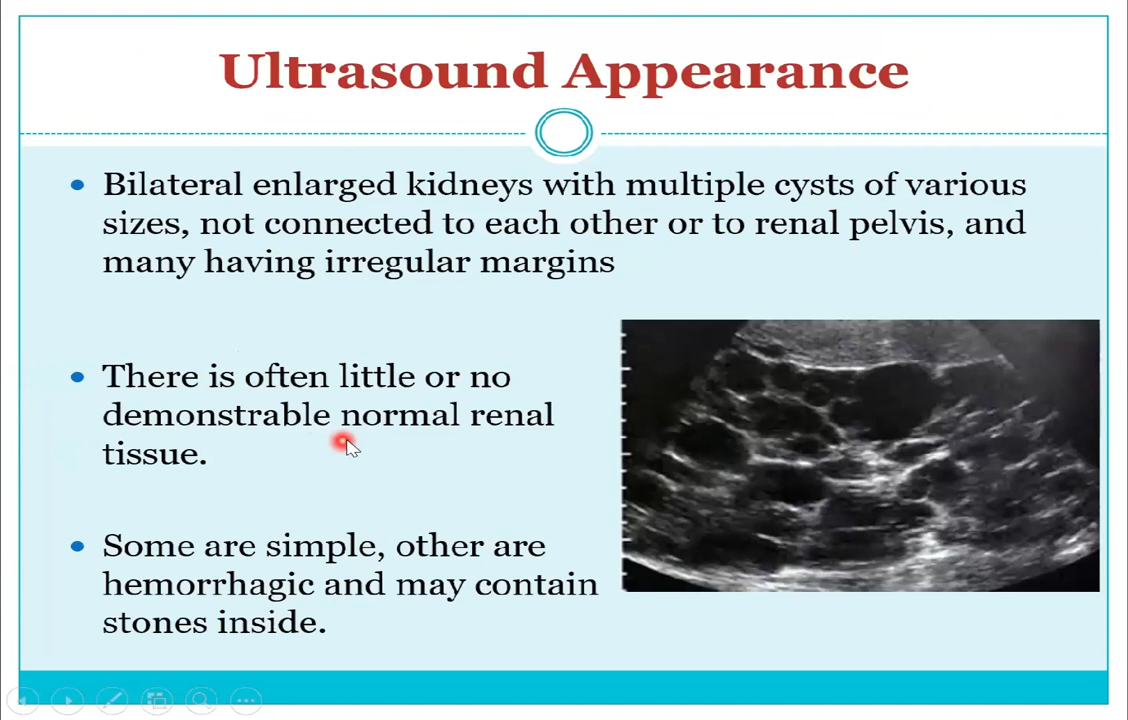 Ultrasound Appearance
Bilateral enlarged kidneys with multiple cysts of various
sizes, not connected to each other or to renal pelvis, and
many having irregular margins
There is often little or no
demonstrable normal renal
tissue.
Some are simple, other are
hemorrhagic and may contain
stones inside.